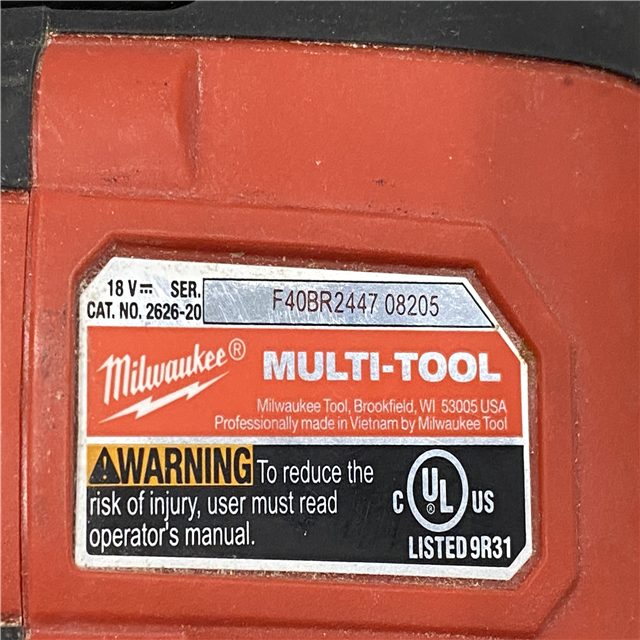 18 V⎓ SER. F40BR2447 08205
CAT. NO. 2626-20
Milwaukee® MULTI-TOOL
Milwaukee Tool, Brookfield, WI 53005 USA
Professionally made in Vietnam by Milwaukee Tool
WARNING To reduce the
risk of injury, user must read
operator's manual.
C UL® US
LISTED 9R31